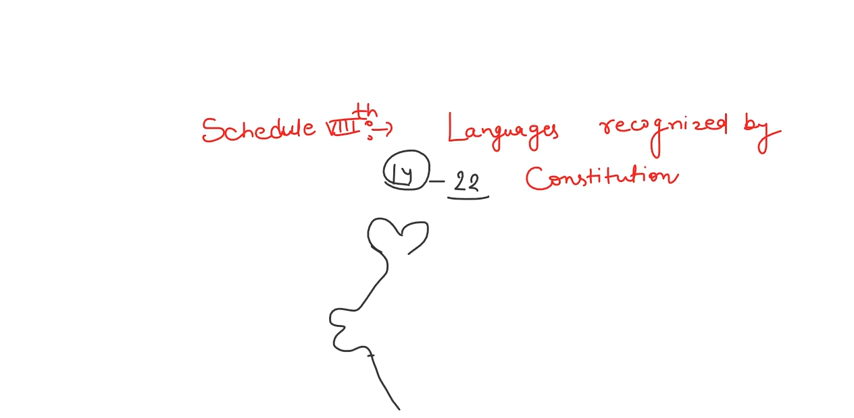 Schedule VIIIth :→ Languages recognized by
14 – 22 Constitution